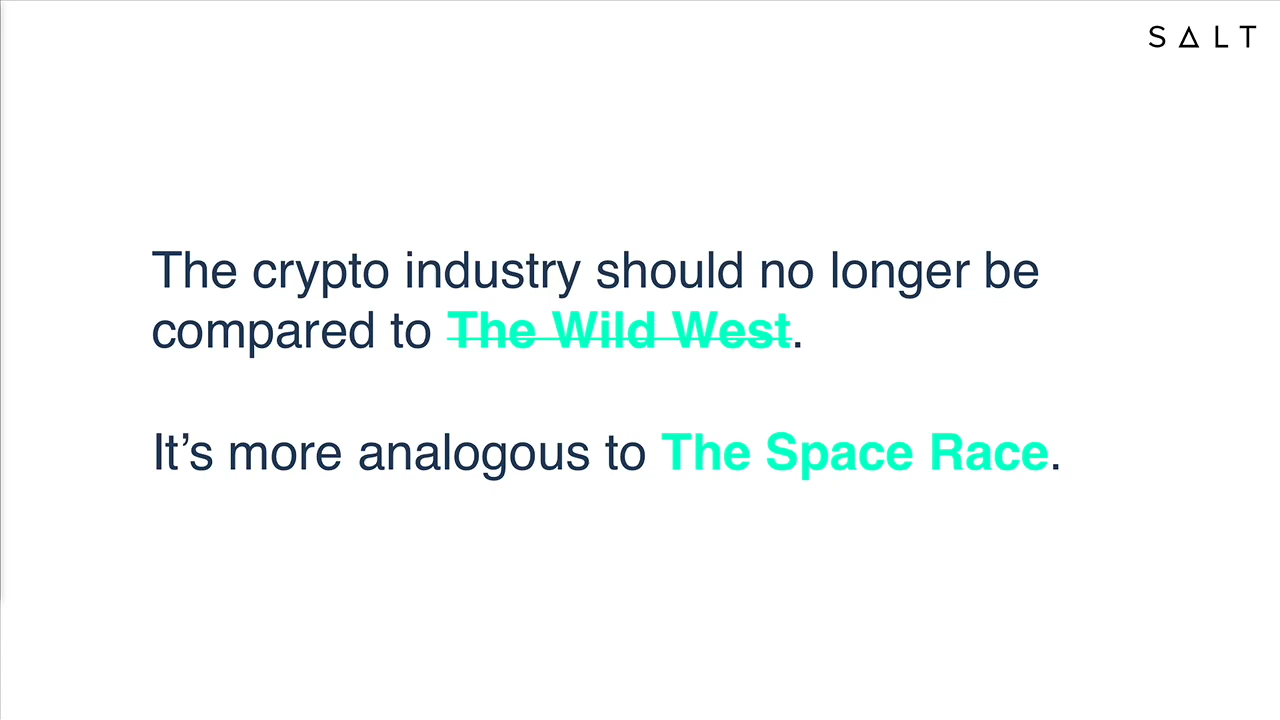 SALT
The crypto industry should no longer be
compared to The Wild West.
It’s more analogous to The Space Race.